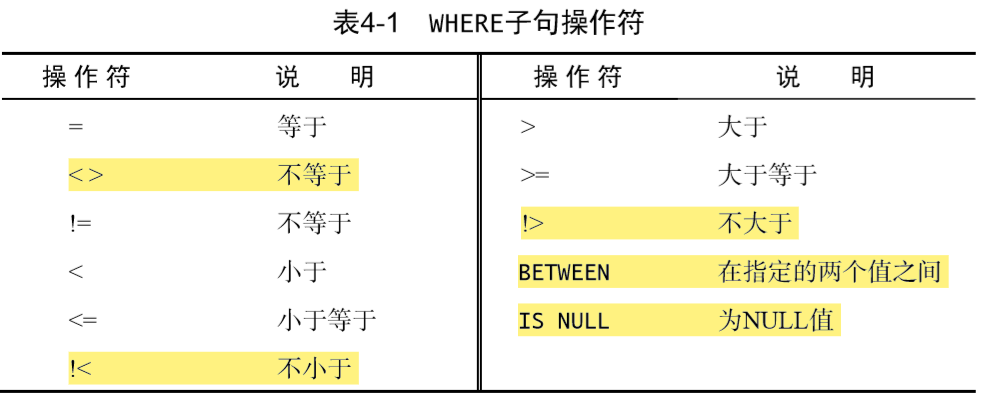 表4-1 WHERE子句操作符
操作符 说明 操作符 说明
= 等于 > 大于
<> 不等于 >= 大于等于
!= 不等于 !> 不大于
< 小于 BETWEEN 在指定的两个值之间
<= 小于等于 IS NULL 为NULL值
!< 不小于